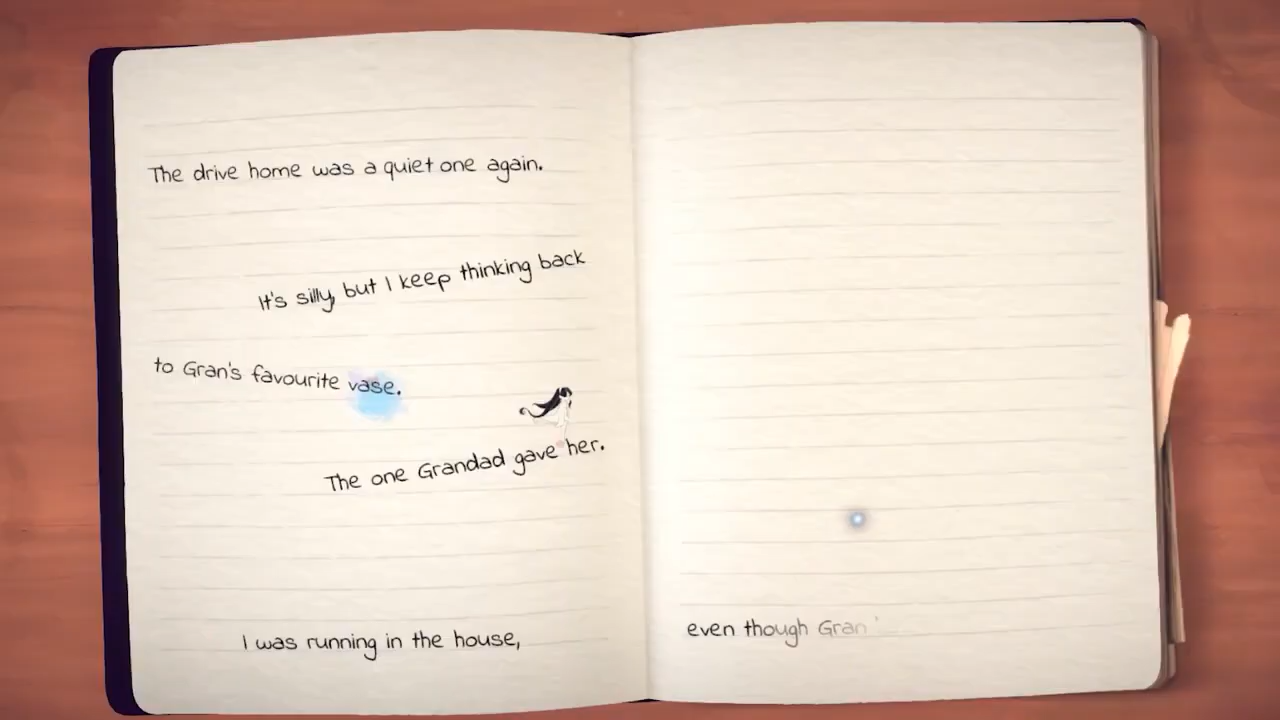 The drive home was a quiet one again.
It's silly, but I keep thinking back
to Gran's favourite vase.
The one Grandad gave her.
I was running in the house,
even though Gran '